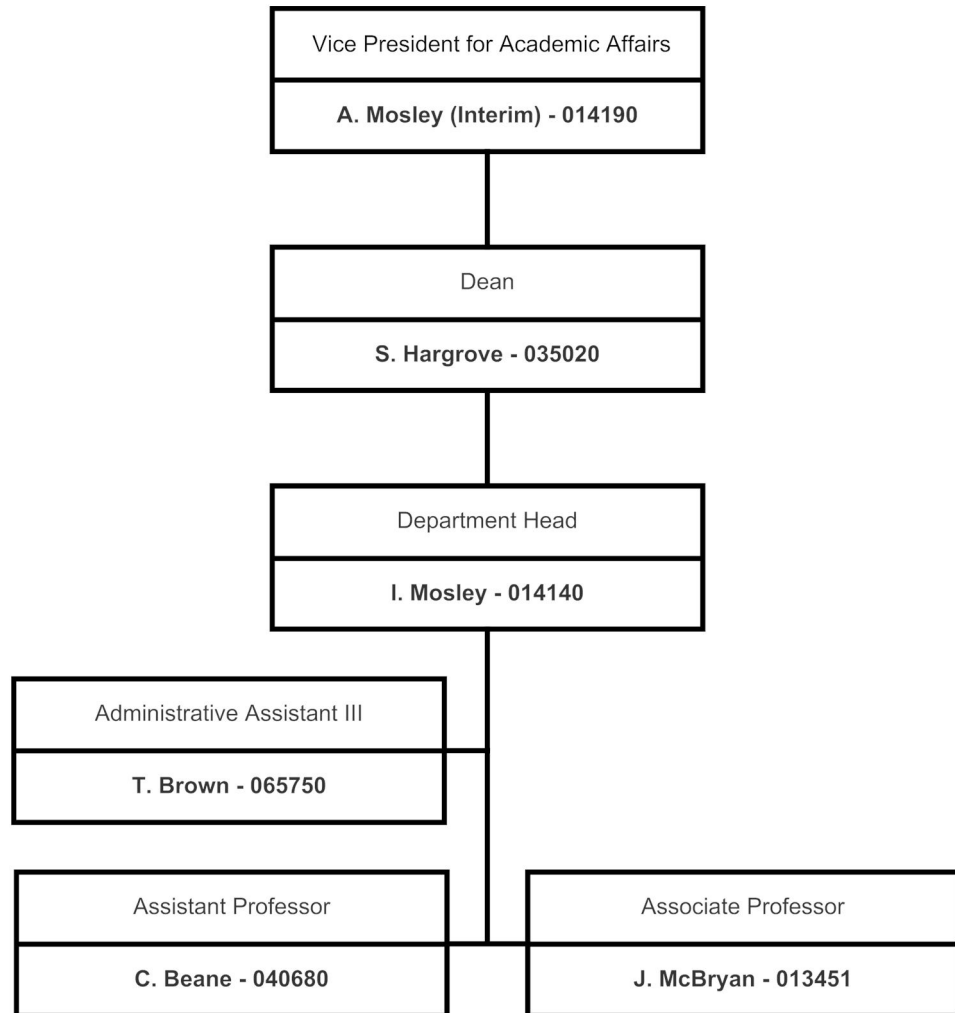 Vice President for Academic Affairs
A. Mosley (Interim) - 014190
Dean
S. Hargrove - 035020
Department Head
I. Mosley - 014140
Administrative Assistant III
T. Brown - 065750
Assistant Professor
C. Beane - 040680
Associate Professor
J. McBryan - 013451